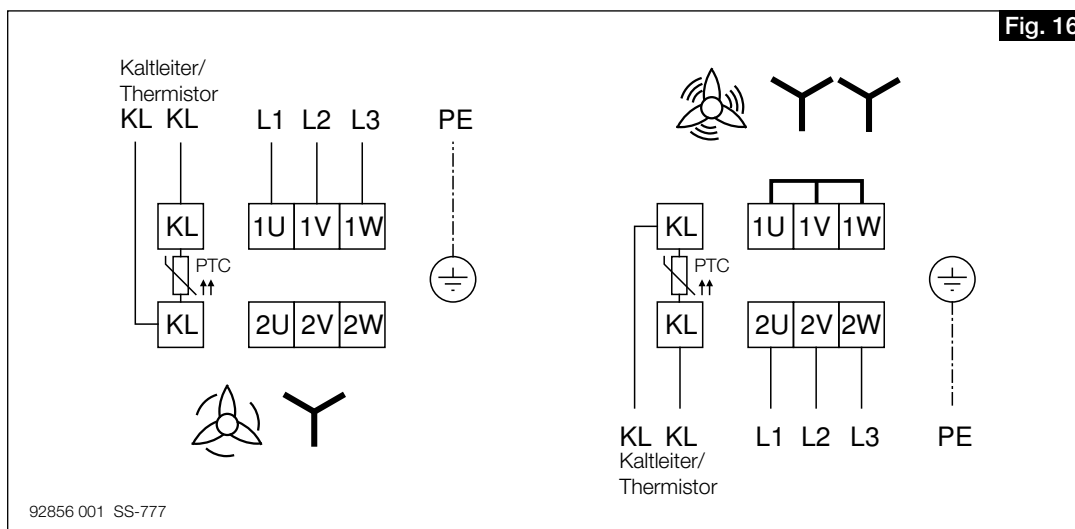 Fig. 16
Kaltleiter/
Thermistor
KL KL L1 L2 L3 PE
KL 1U 1V 1W
PTC
KL 2U 2V 2W
KL 1U 1V 1W
PTC
KL 2U 2V 2W
KL KL L1 L2 L3 PE
Kaltleiter/
Thermistor
92856 001 SS-777